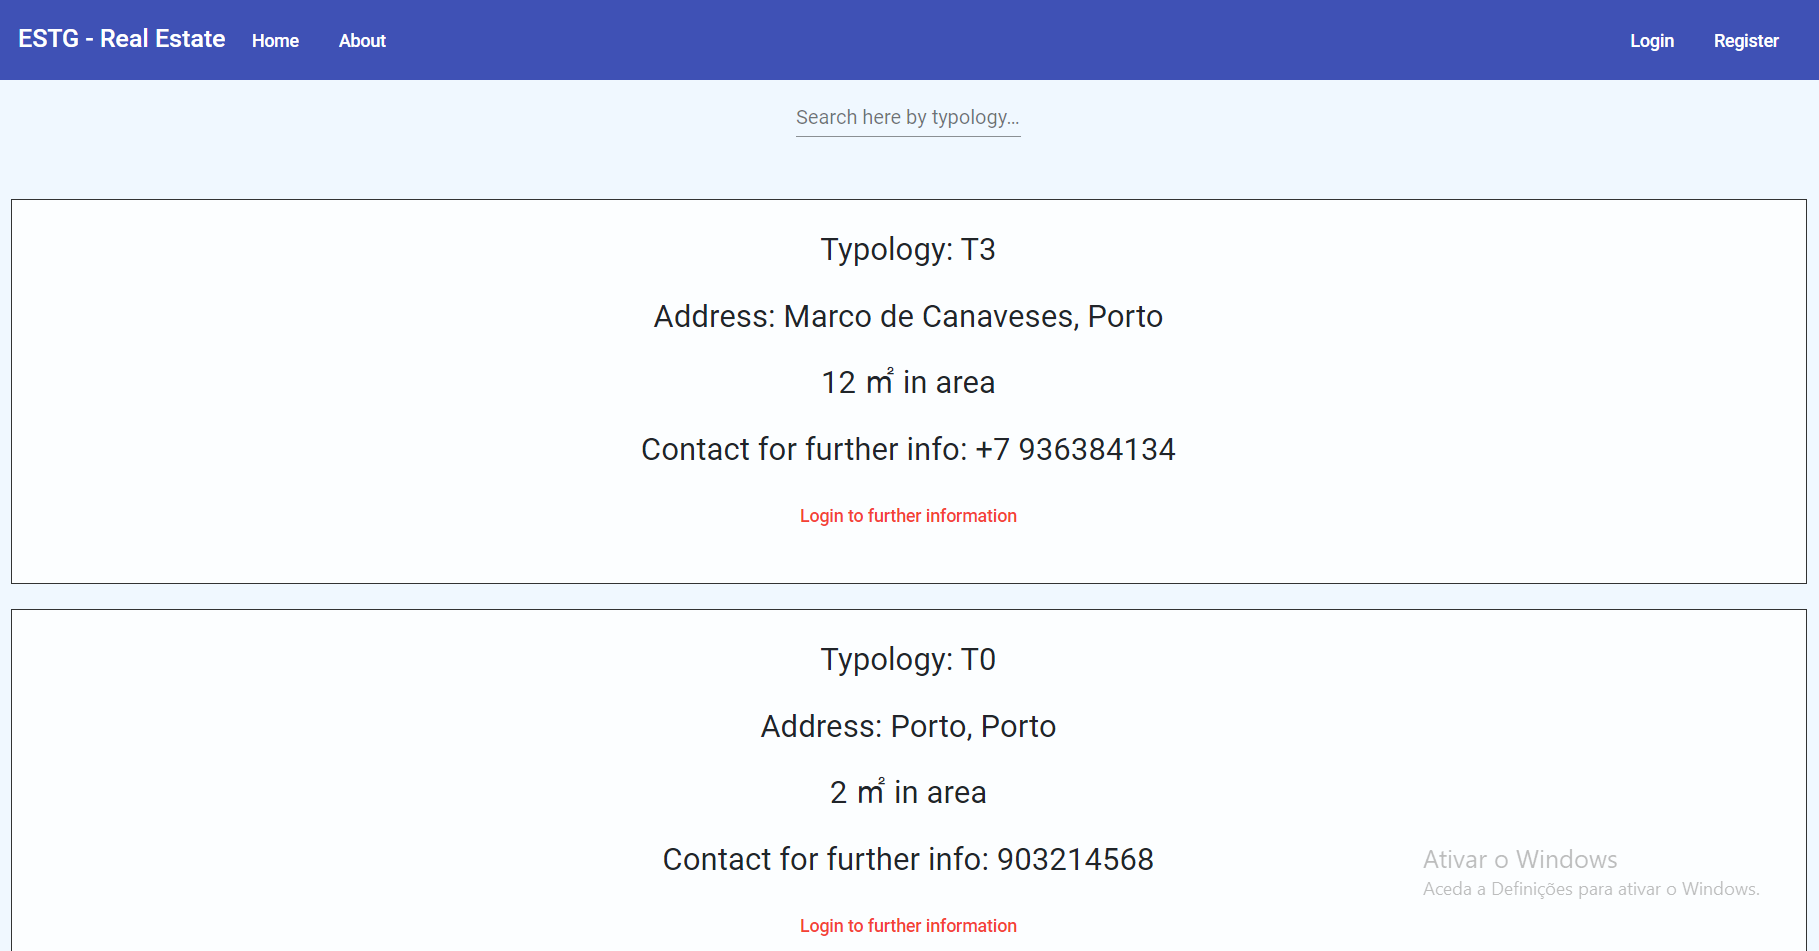 ESTG - Real Estate Home About Login Register
Search here by typology...
Typology: T3
Address: Marco de Canaveses, Porto
12 ㎡ in area
Contact for further info: +7 936384134
Login to further information
Typology: T0
Address: Porto, Porto
2 ㎡ in area
Contact for further info: 903214568
Login to further information
Ativar o Windows
Aceda a Definições para ativar o Windows.